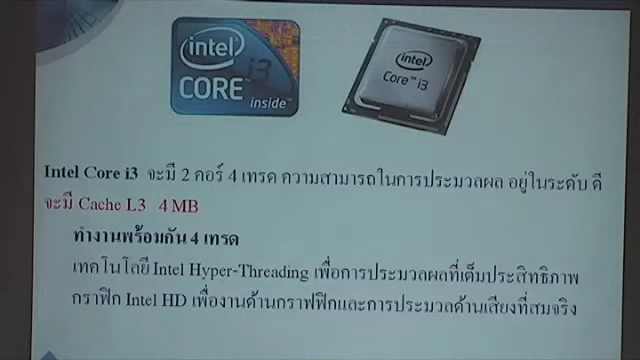 intel
CORE i3
inside™
intel
Core™ i3
Intel Core i3 จะมี 2 คอร์ 4 เทรด ความสามารถในการประมวลผล อยู่ในระดับ ดี
จะมี Cache L3 4 MB
ทำงานพร้อมกัน 4 เทรด
เทคโนโลยี Intel Hyper-Threading เพื่อการประมวลผลที่เต็มประสิทธิภาพ
กราฟิก Intel HD เพื่องานด้านกราฟฟิกและการประมวลด้านเสียงที่สมจริง